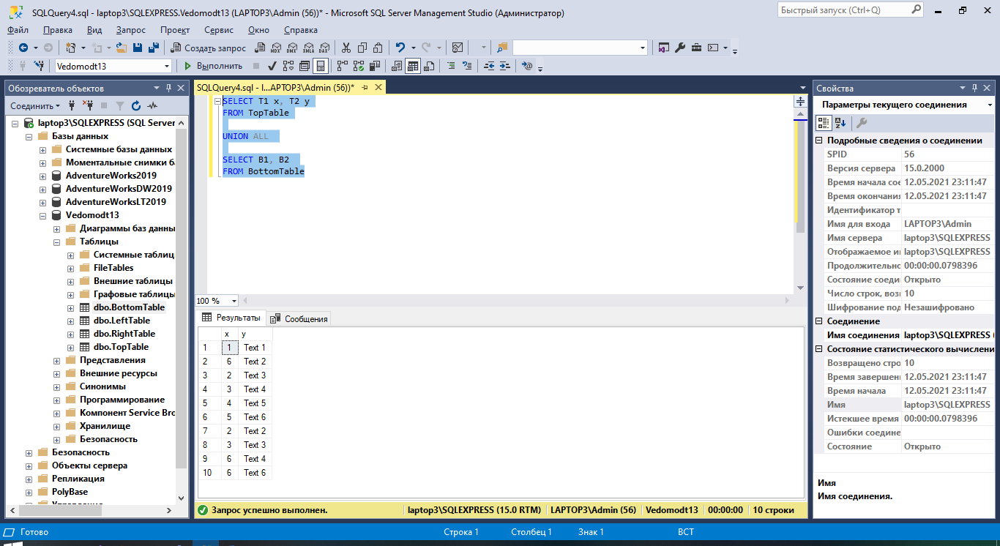 SQLQuery4.sql - laptop3\SQLEXPRESS.Vedomodt13 (LAPTOP3\Admin (56))* - Microsoft SQL Server Management Studio (Администратор)
Быстрый запуск (Ctrl+Q)
Файл Правка Вид Запрос Проект Сервис Окно Справка
Создать запрос MDX DMX XMLA DAX
Vedomodt13 Выполнить
Обозреватель объектов
Соединить
laptop3\SQLEXPRESS (SQL Server
Базы данных
Системные базы данных
Моментальные снимки ба
AdventureWorks2019
AdventureWorksDW2019
AdventureWorksLT2019
Vedomodt13
Диаграммы баз данны
Таблицы
Системные таблиц
FileTables
Внешние таблицы
Графовые таблицы
dbo.BottomTable
dbo.LeftTable
dbo.RightTable
dbo.TopTable
Представления
Внешние ресурсы
Синонимы
Программирование
Компонент Service Bro
Хранилище
Безопасность
Безопасность
Объекты сервера
Репликация
PolyBase
SQLQuery4.sql - l...APTOP3\Admin (56))*
SELECT T1 x, T2 y
FROM TopTable
UNION ALL
SELECT B1, B2
FROM BottomTable
100 %
Результаты Сообщения
x y
1 1 Text 1
2 6 Text 2
3 2 Text 3
4 3 Text 4
5 4 Text 5
6 5 Text 6
7 2 Text 2
8 3 Text 3
9 6 Text 4
10 6 Text 6
Запрос успешно выполнен. laptop3\SQLEXPRESS (15.0 RTM) LAPTOP3\Admin (56) Vedomodt13 00:00:00 10 строки
Свойства
Параметры текущего соединения
Подробные сведения о соединении
SPID 56
Версия сервера 15.0.2000
Время начала сое 12.05.2021 23:11:47
Время окончания 12.05.2021 23:11:47
Идентификатор т
Имя для входа LAPTOP3\Admin
Имя сервера laptop3\SQLEXPRESS
Отображаемое и laptop3\SQLEXPRESS
Продолжительно 00:00:00.0798396
Состояние соеди Открыто
Число строк, воз 10
Шифрование под Незашифровано
Соединение
Имя соединения laptop3\SQLEXPRESS (
Состояние статистического вычислени
Возвращено стро 10
Время завершен 12.05.2021 23:11:47
Время начала 12.05.2021 23:11:47
Имя laptop3\SQLEXPRESS
Истекшее время 00:00:00.0798396
Ошибки соедине
Состояние Открыто
Имя
Имя соединения.
Готово Строка 1 Столбец 1 Знак 1 ВСТ